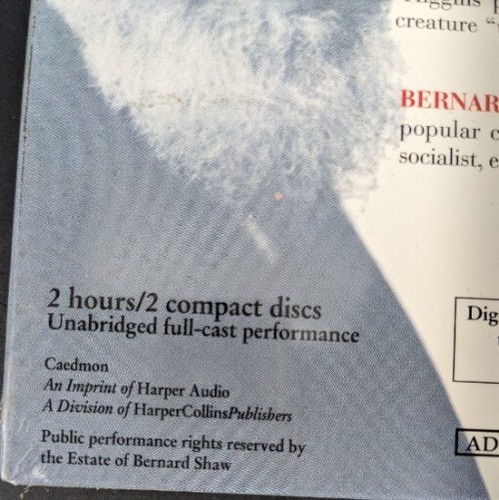 creature "
BERNAR
popular c
socialist, e
2 hours/2 compact discs
Unabridged full-cast performance
Caedmon
An Imprint of Harper Audio
A Division of HarperCollinsPublishers
Public performance rights reserved by
the Estate of Bernard Shaw
Dig
AD